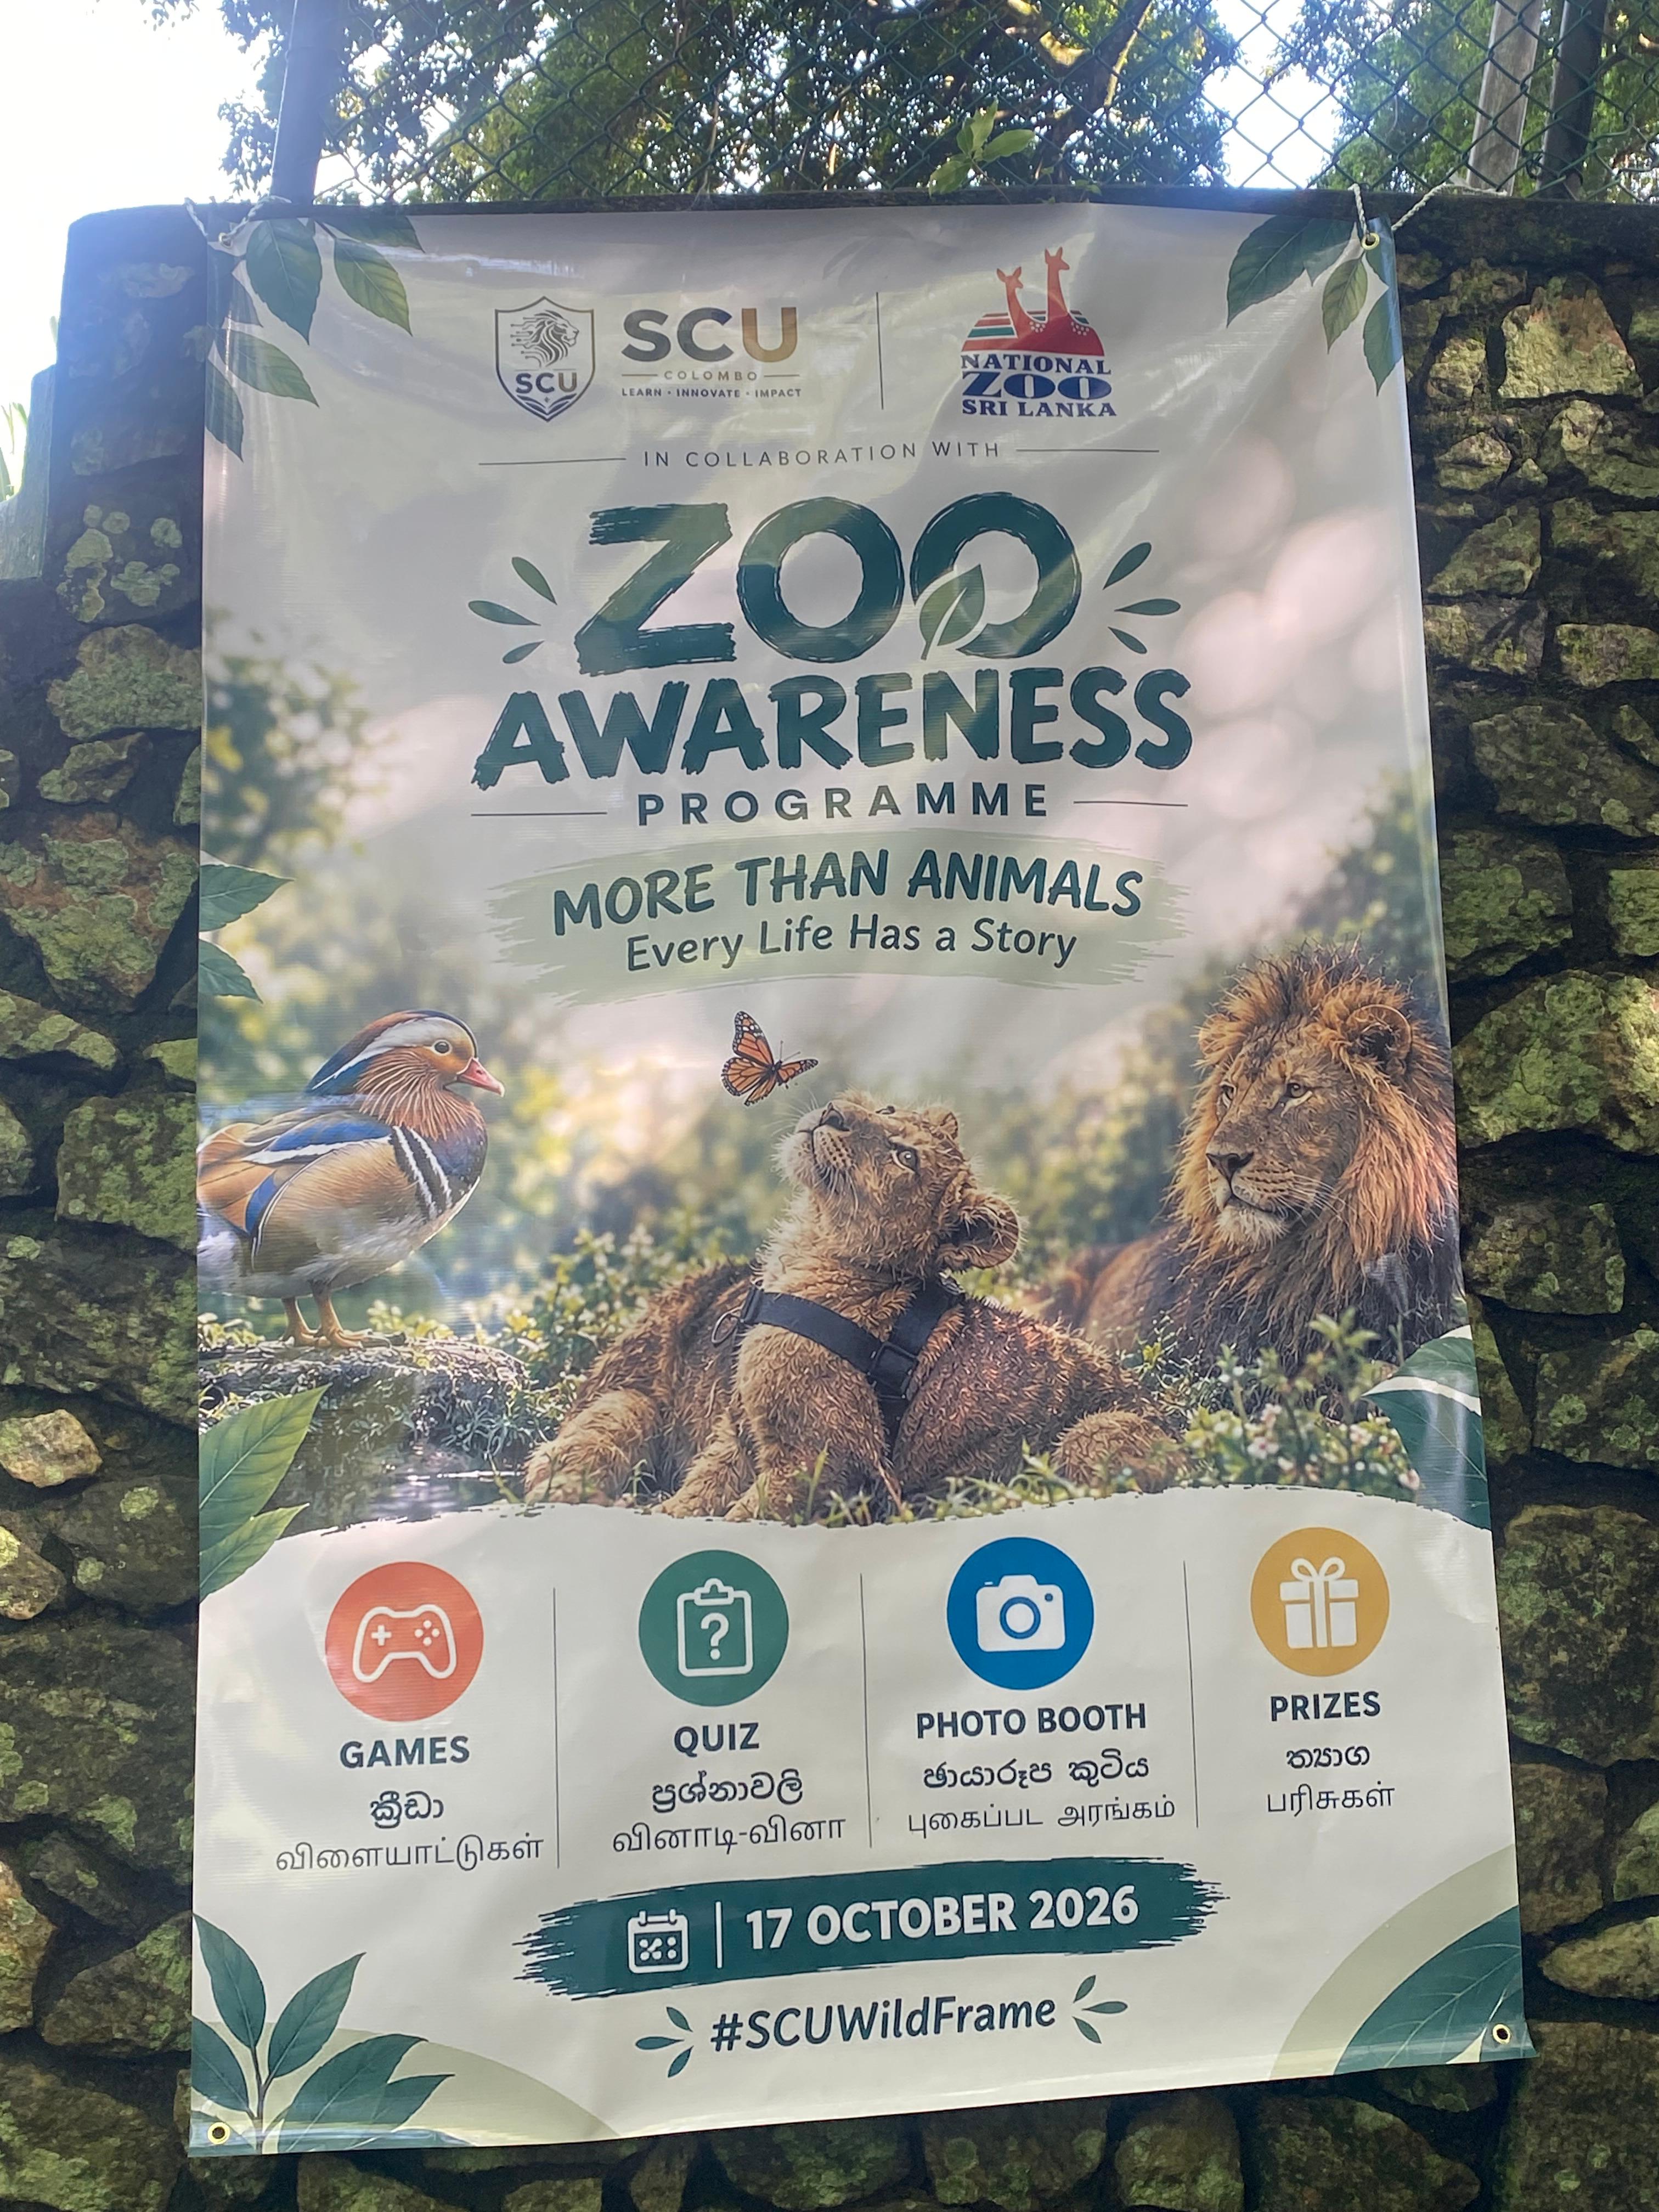 SCU
SCU
COLOMBO
LEARN • INNOVATE • IMPACT
NATIONAL
ZOO
SRI LANKA
IN COLLABORATION WITH
ZOO
AWARENESS
PROGRAMME
MORE THAN ANIMALS
Every Life Has a Story
GAMES
ක්‍රීඩා
விளையாட்டுகள்
QUIZ
ප්‍රශ්නාවලි
வினாடி-வினா
PHOTO BOOTH
ඡායාරූප කුටිය
புகைப்பட அரங்கம்
PRIZES
ත්‍යාග
பரிசுகள்
17 OCTOBER 2026
#SCUWildFrame